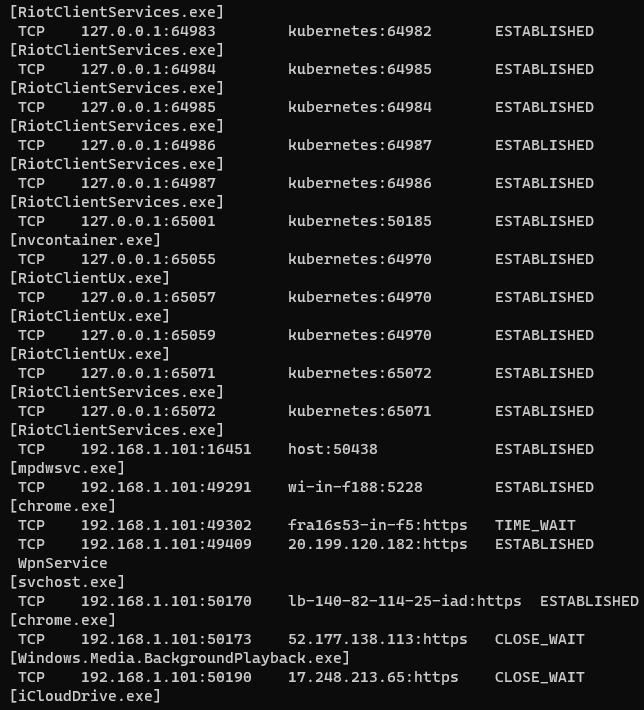 [RiotClientServices.exe]
TCP 127.0.0.1:64983 kubernetes:64982 ESTABLISHED
[RiotClientServices.exe]
TCP 127.0.0.1:64984 kubernetes:64985 ESTABLISHED
[RiotClientServices.exe]
TCP 127.0.0.1:64985 kubernetes:64984 ESTABLISHED
[RiotClientServices.exe]
TCP 127.0.0.1:64986 kubernetes:64987 ESTABLISHED
[RiotClientServices.exe]
TCP 127.0.0.1:64987 kubernetes:64986 ESTABLISHED
[RiotClientServices.exe]
TCP 127.0.0.1:65001 kubernetes:50185 ESTABLISHED
[nvcontainer.exe]
TCP 127.0.0.1:65055 kubernetes:64970 ESTABLISHED
[RiotClientUx.exe]
TCP 127.0.0.1:65057 kubernetes:64970 ESTABLISHED
[RiotClientUx.exe]
TCP 127.0.0.1:65059 kubernetes:64970 ESTABLISHED
[RiotClientUx.exe]
TCP 127.0.0.1:65071 kubernetes:65072 ESTABLISHED
[RiotClientServices.exe]
TCP 127.0.0.1:65072 kubernetes:65071 ESTABLISHED
[RiotClientServices.exe]
TCP 192.168.1.101:16451 host:50438 ESTABLISHED
[mpdwsvc.exe]
TCP 192.168.1.101:49291 wi-in-f188:5228 ESTABLISHED
[chrome.exe]
TCP 192.168.1.101:49302 fra16s53-in-f5:https TIME_WAIT
TCP 192.168.1.101:49409 20.199.120.182:https ESTABLISHED
WpnService
[svchost.exe]
TCP 192.168.1.101:50170 lb-140-82-114-25-iad:https ESTABLISHED
[chrome.exe]
TCP 192.168.1.101:50173 52.177.138.113:https CLOSE_WAIT
[Windows.Media.BackgroundPlayback.exe]
TCP 192.168.1.101:50190 17.248.213.65:https CLOSE_WAIT
[iCloudDrive.exe]